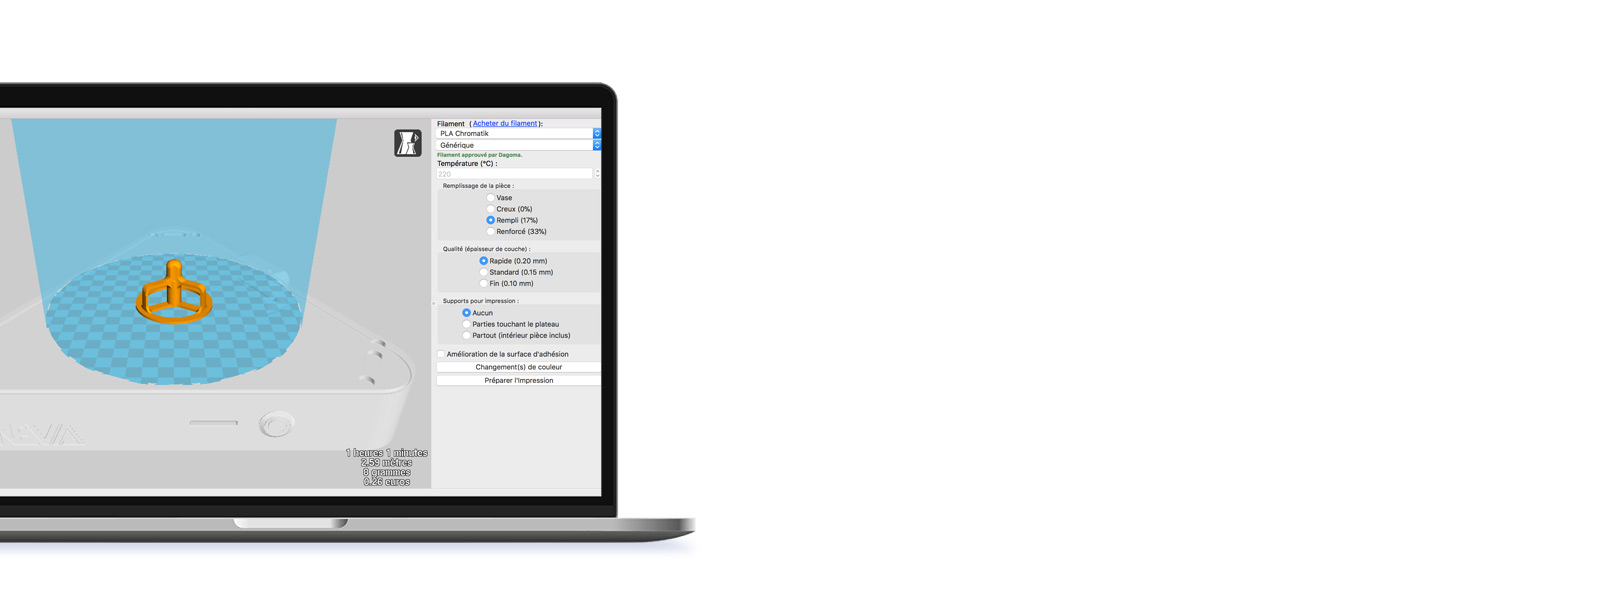 Filament (Acheter du filament):
PLA Chromatik
Générique
Filament approuvé par Dagoma.
Température (°C) :
220
Remplissage de la pièce :
Vase
Creux (0%)
Rempli (17%)
Renforcé (33%)
Qualité (épaisseur de couche) :
Rapide (0.20 mm)
Standard (0.15 mm)
Fin (0.10 mm)
Supports pour impression :
Aucun
Parties touchant le plateau
Partout (intérieur pièce inclus)
Amélioration de la surface d'adhésion
Changement(s) de couleur
Préparer l'Impression
1 heures 1 minutes
2.59 mètres
8 grammes
0.26 euros